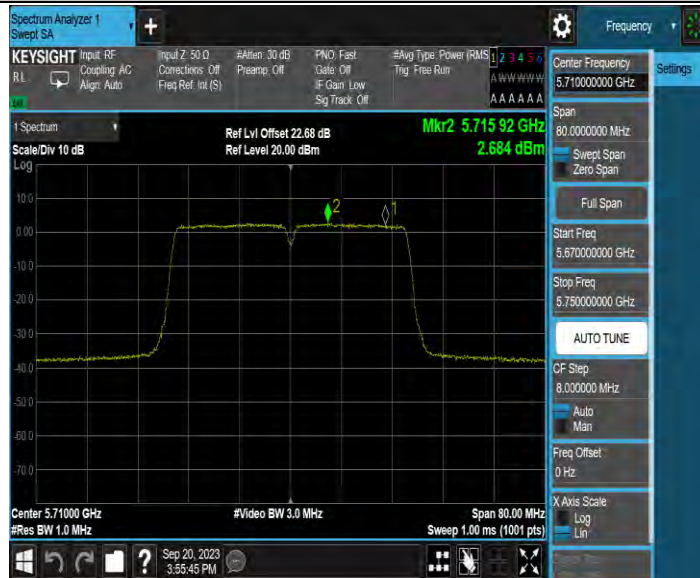 Spectrum Analyzer 1
Swept SA
+
Frequency
KEYSIGHT
RL
Input: RF
Coupling: AC
Align: Auto
Input Z: 50 Ω
Corrections: Off
Freq Ref: Int (S)
#Atten: 30 dB
Preamp: Off
PNO: Fast
Gate: Off
IF Gain: Low
Sig Track: Off
#Avg Type: Power (RMS
Trig: Free Run
1 2 3 4 5 6
A W W W W W
A A A A A A
Center Frequency
5.710000000 GHz
Settings
Span
80.0000000 MHz
Swept Span
Zero Span
Full Span
Start Freq
5.670000000 GHz
Stop Freq
5.750000000 GHz
AUTO TUNE
CF Step
8.000000 MHz
Auto
Man
Freq Offset
0 Hz
X Axis Scale
Log
Lin
1 Spectrum
Scale/Div 10 dB
Ref Lvl Offset 22.68 dB
Ref Level 20.00 dBm
Mkr2 5.715 92 GHz
2.684 dBm
Log
10.0
0.00
-10.0
-20.0
-30.0
-40.0
-50.0
-60.0
-70.0
2
1
Center 5.71000 GHz
#Res BW 1.0 MHz
#Video BW 3.0 MHz
Span 80.00 MHz
Sweep 1.00 ms (1001 pts)
?
Sep 20, 2023
3:55:45 PM